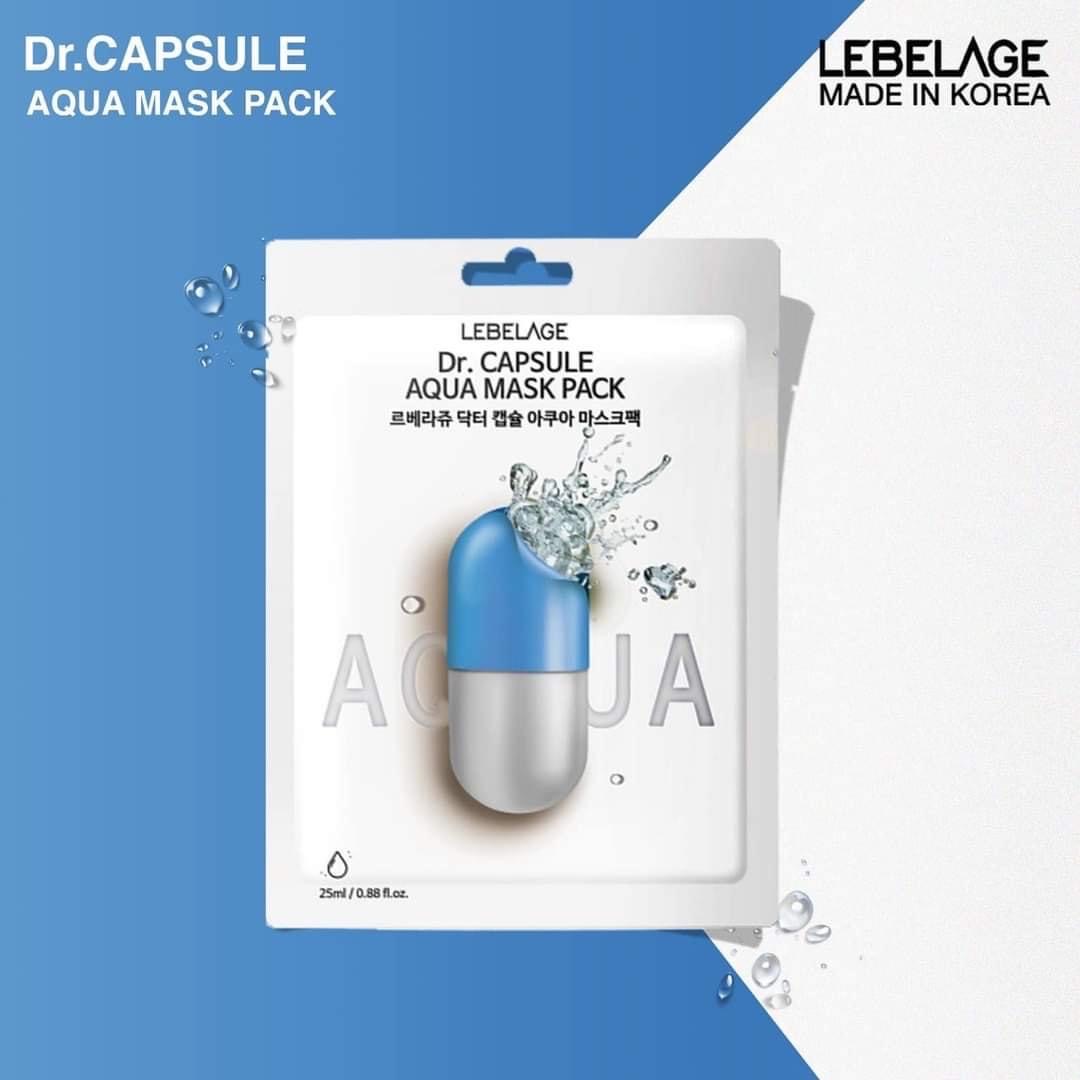 Dr.CAPSULE
AQUA MASK PACK
LEBELAGE
MADE IN KOREA
LEBELAGE
Dr. CAPSULE
AQUA MASK PACK
르베라쥬 닥터 캡슐 아쿠아 마스크팩
AQUA
25ml / 0.88 fl.oz.